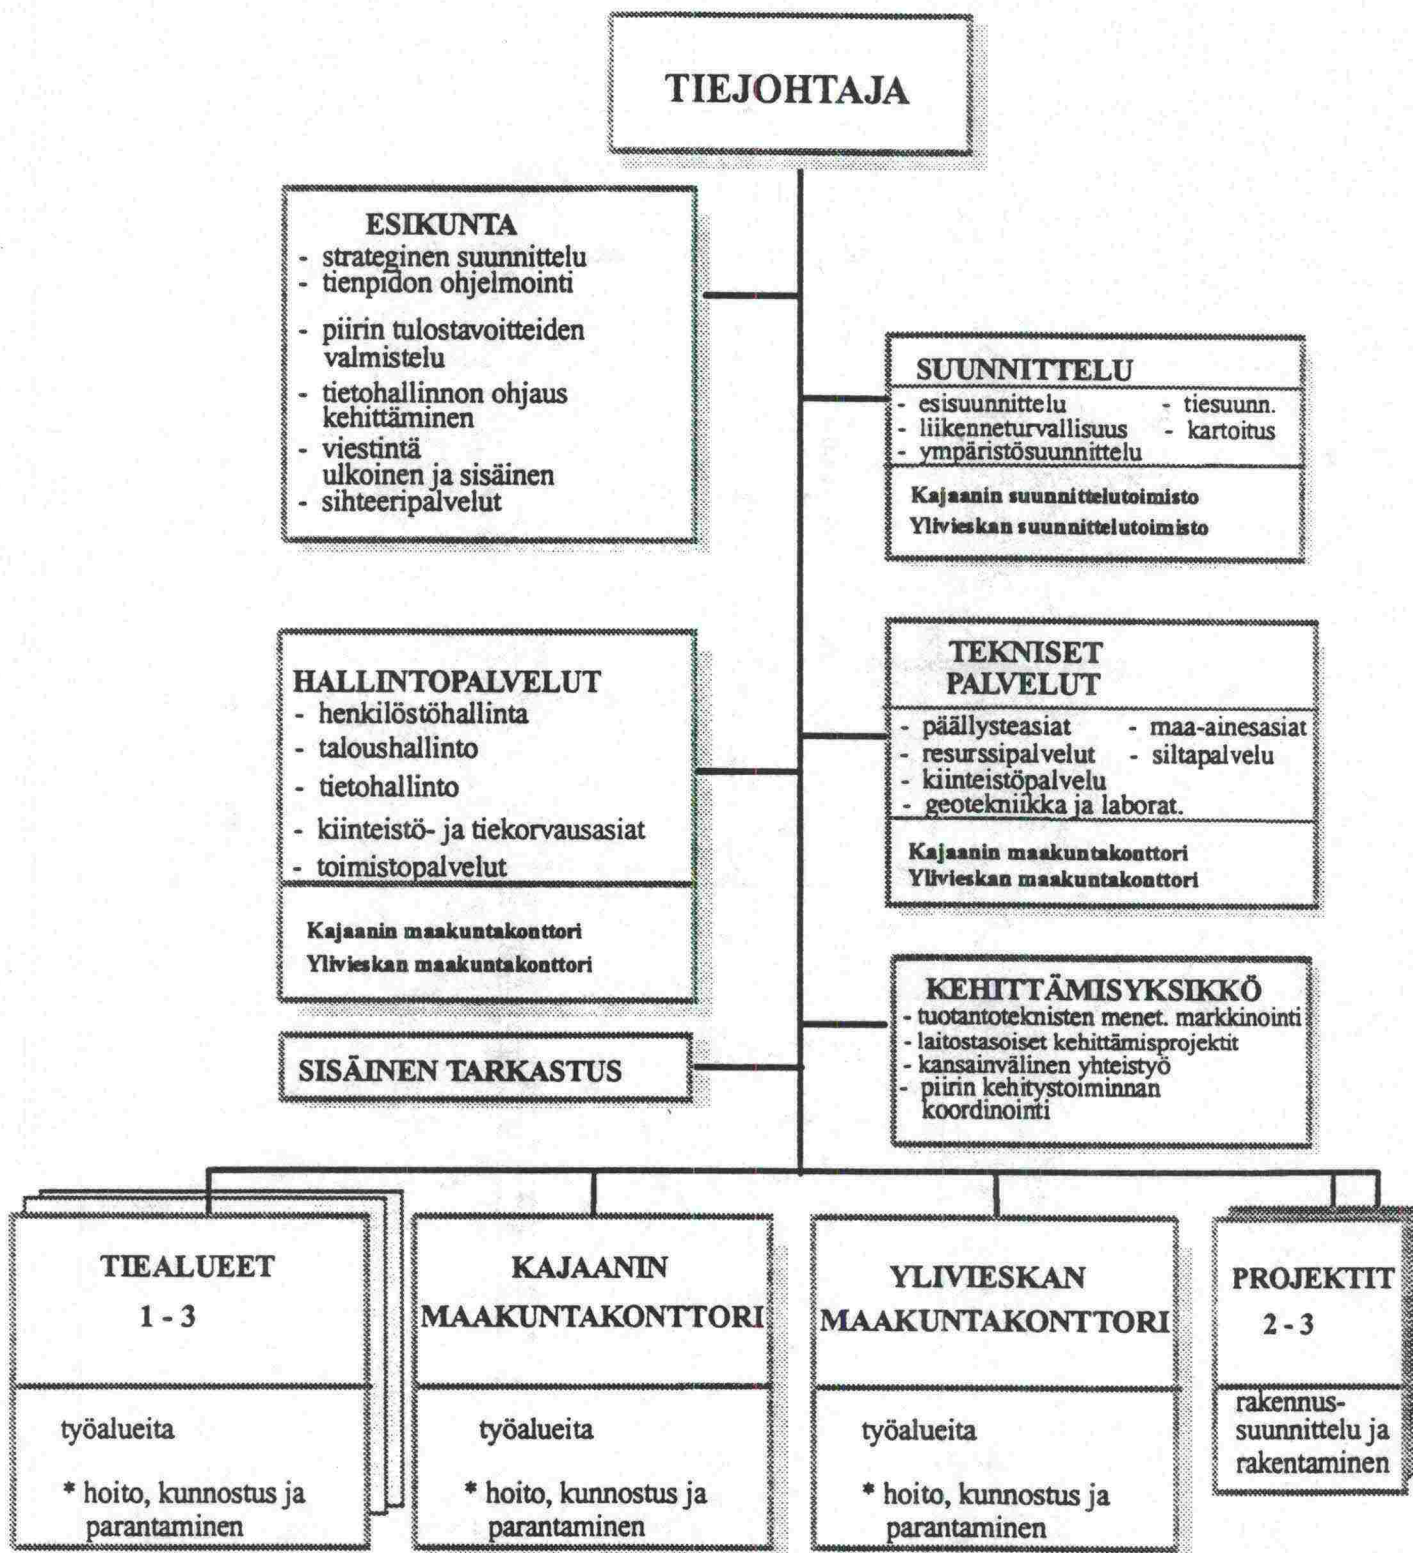 TIEJOHTAJA
ESIKUNTA
- strateginen suunnittelu
- tienpidon ohjelmointi
- piirin tulostavoitteiden
valmistelu
- tietohallinnon ohjaus
kehittäminen
- viestintä
ulkoinen ja sisäinen
- sihteeripalvelut
SUUNNITTELU
- esisuunnittelu - tiesuunn.
- liikenneturvallisuus - kartoitus
- ympäristösuunnittelu
Kajaanin suunnittelutoimisto
Ylivieskan suunnittelutoimisto
HALLINTOPALVELUT
- henkilöstöhallinta
- taloushallinto
- tietohallinto
- kiinteistö- ja tiekorvausasiat
- toimistopalvelut
Kajaanin maakuntakonttori
Ylivieskan maakuntakonttori
TEKNISET
PALVELUT
- päällysteasiat - maa-ainesasiat
- resurssipalvelut - siltapalvelu
- kiinteistöpalvelu
- geotekniikka ja laborat.
Kajaanin maakuntakonttori
Ylivieskan maakuntakonttori
SISÄINEN TARKASTUS
KEHITTÄMISYKSIKKÖ
- tuotantoteknisten menet. markkinointi
- laitostasoiset kehittämisprojektit
- kansainvälinen yhteistyö
- piirin kehitystoiminnan
koordinointi
TIEALUEET
1 - 3
työalueita
* hoito, kunnostus ja
parantaminen
KAJAANIN
MAAKUNTAKONTTORI
työalueita
* hoito, kunnostus ja
parantaminen
YLIVIESKAN
MAAKUNTAKONTTORI
työalueita
* hoito, kunnostus ja
parantaminen
PROJEKTIT
2 - 3
rakennus-
suunnittelu ja
rakentaminen